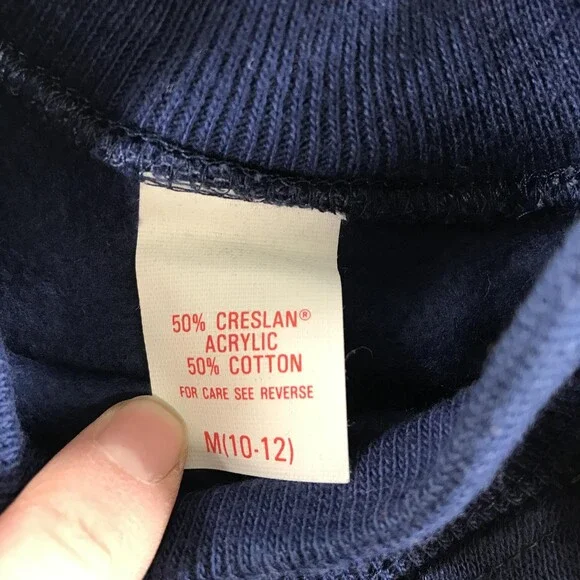 50% CRESLAN®
ACRYLIC
50% COTTON
FOR CARE SEE REVERSE
M(10-12)